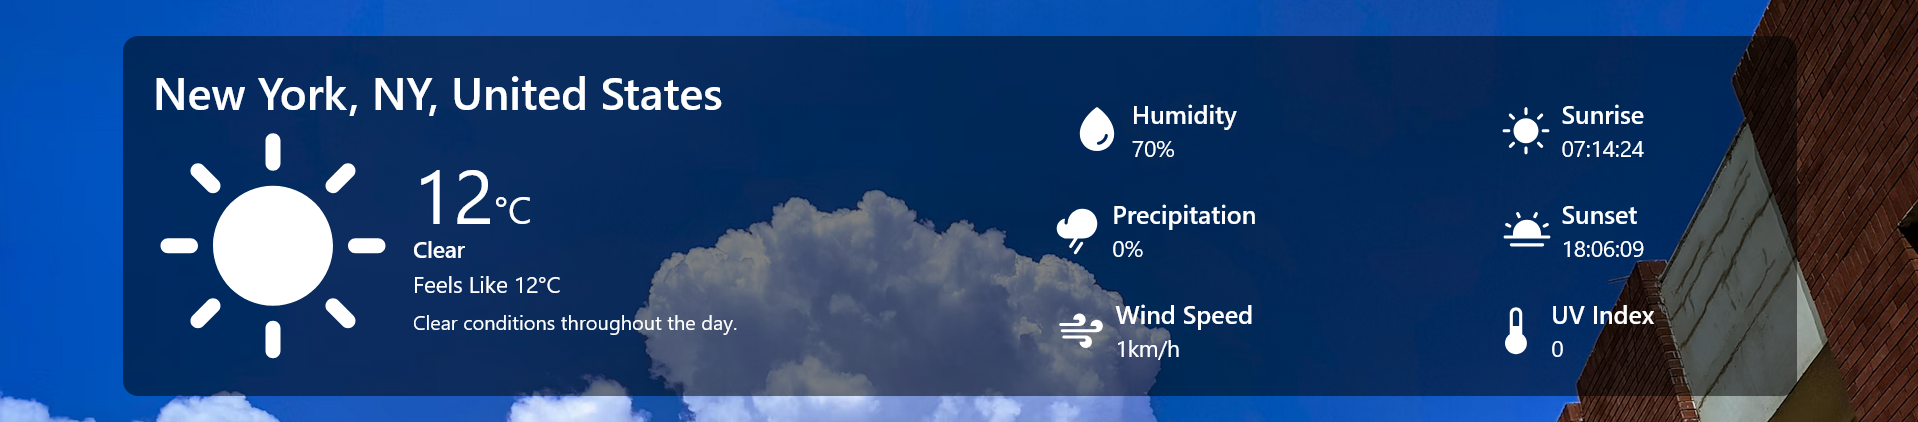 New York, NY, United States
12°C
Clear
Feels Like 12°C
Clear conditions throughout the day.
Humidity
70%
Precipitation
0%
Wind Speed
1km/h
Sunrise
07:14:24
Sunset
18:06:09
UV Index
0